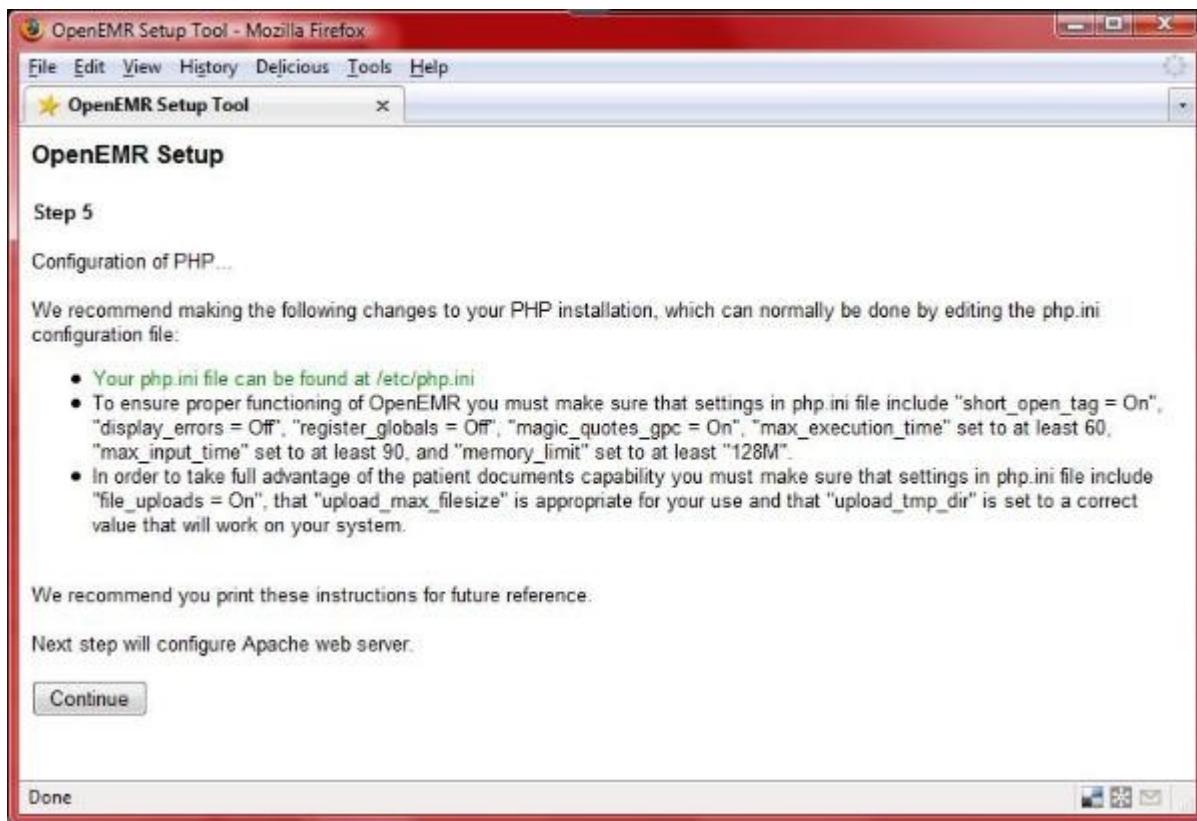 OpenEMR Setup Tool - Mozilla Firefox
File Edit View History Delicious Tools Help
OpenEMR Setup Tool
OpenEMR Setup
Step 5
Configuration of PHP...
We recommend making the following changes to your PHP installation, which can normally be done by editing the php.ini
configuration file:
• Your php.ini file can be found at /etc/php.ini
• To ensure proper functioning of OpenEMR you must make sure that settings in php.ini file include "short_open_tag = On",
"display_errors = Off", "register_globals = Off", "magic_quotes_gpc = On", "max_execution_time" set to at least 60,
"max_input_time" set to at least 90, and "memory_limit" set to at least "128M".
• In order to take full advantage of the patient documents capability you must make sure that settings in php.ini file include
"file_uploads = On", that "upload_max_filesize" is appropriate for your use and that "upload_tmp_dir" is set to a correct
value that will work on your system.
We recommend you print these instructions for future reference.
Next step will configure Apache web server.
Continue
Done